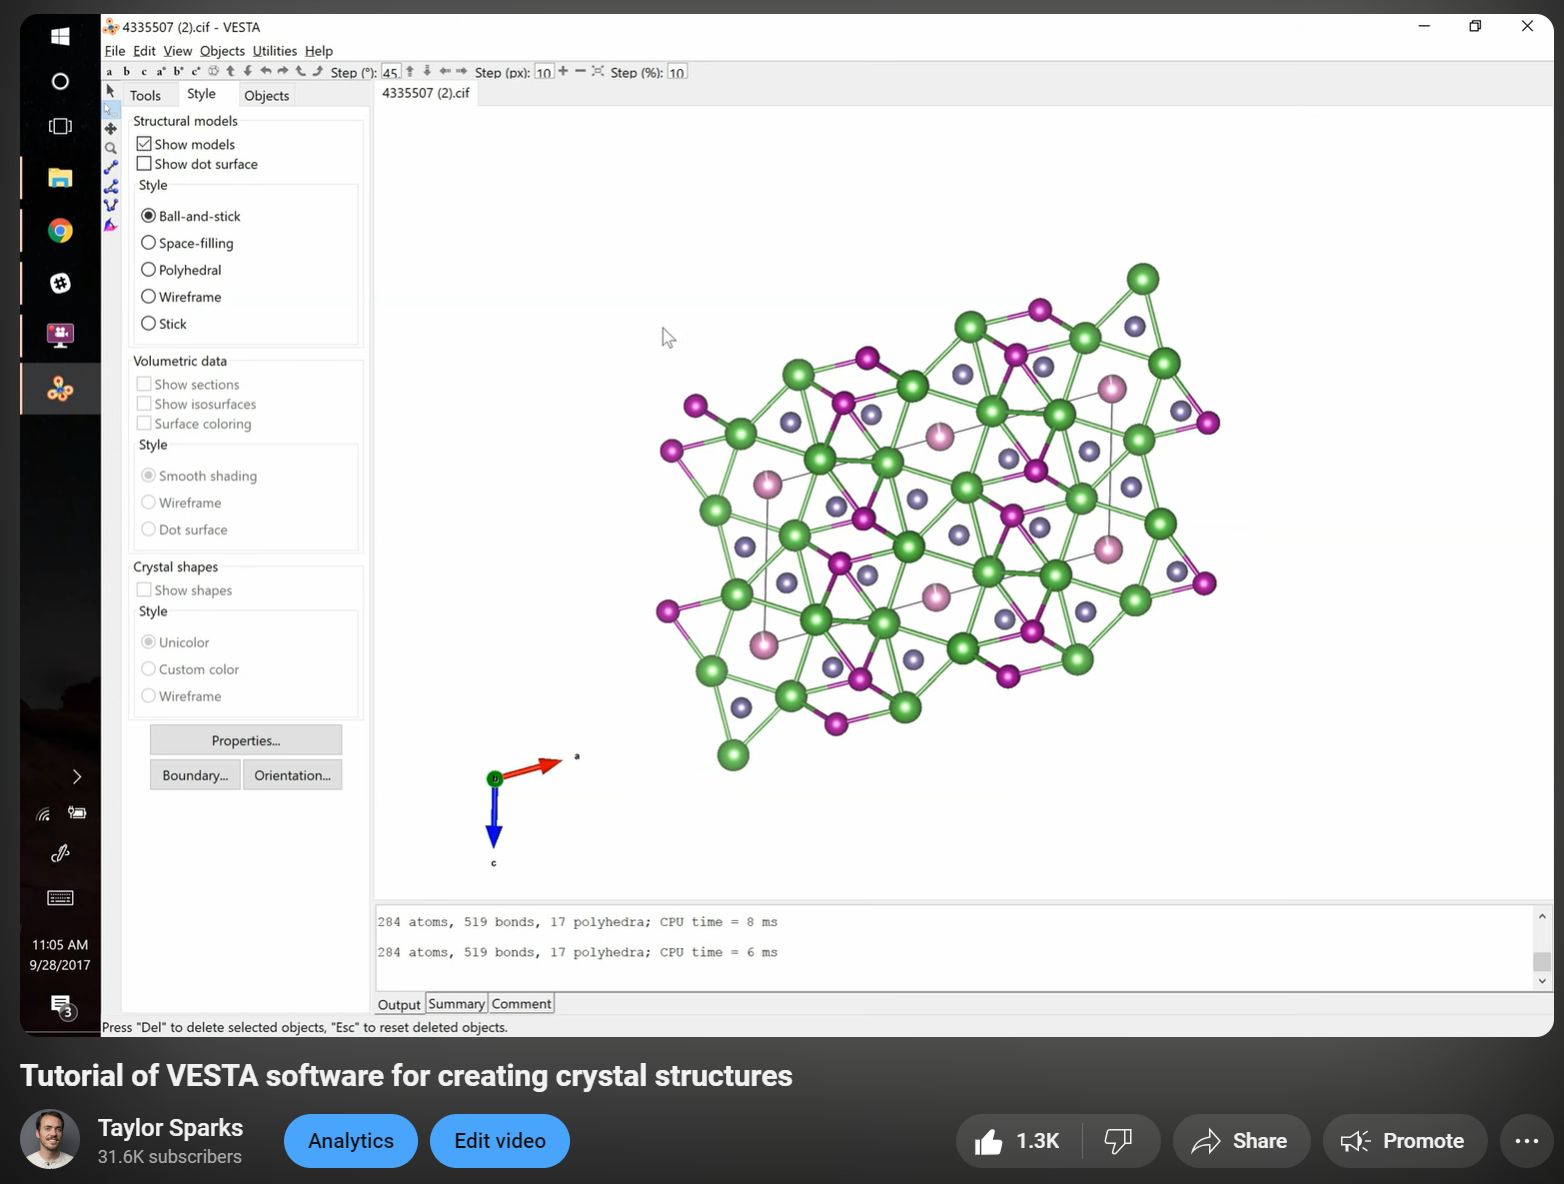 4335507 (2).cif - VESTA
File Edit View Objects Utilities Help
a b c a* b* c* Step (°): 45. Step (px): 10 Step (%): 10
Tools Style Objects
4335507 (2).cif
Structural models
Show models
Show dot surface
Style
Ball-and-stick
Space-filling
Polyhedral
Wireframe
Stick
Volumetric data
Show sections
Show isosurfaces
Surface coloring
Style
Smooth shading
Wireframe
Dot surface
Crystal shapes
Show shapes
Style
Unicolor
Custom color
Wireframe
Properties...
Boundary... Orientation...
a
b
c
11:05 AM
9/28/2017
3
284 atoms, 519 bonds, 17 polyhedra; CPU time = 8 ms
284 atoms, 519 bonds, 17 polyhedra; CPU time = 6 ms
Output Summary Comment
Press "Del" to delete selected objects, "Esc" to reset deleted objects.
Tutorial of VESTA software for creating crystal structures
Taylor Sparks
31.6K subscribers
Analytics
Edit video
1.3K
Share
Promote